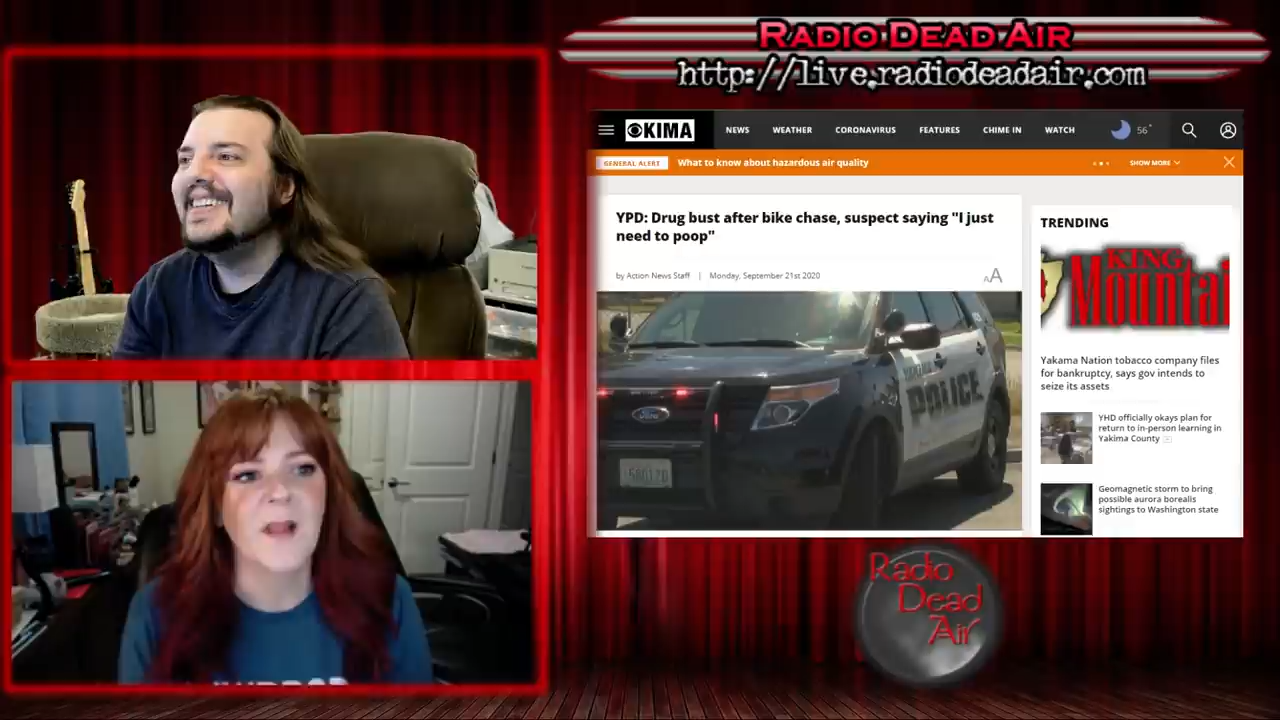 RADIO DEAD AIR
http://live.radiodeadair.com
KIMA
NEWS
WEATHER
CORONAVIRUS
FEATURES
CHIME IN
WATCH
56°
GENERAL ALERT
What to know about hazardous air quality
SHOW MORE
YPD: Drug bust after bike chase, suspect saying "I just
need to poop"
by Action News Staff | Monday, September 21st 2020
AA
TRENDING
KING
Mountai
Yakama Nation tobacco company files
for bankruptcy, says gov intends to
seize its assets
YHD officially okays plan for
return to in-person learning in
Yakima County
Geomagnetic storm to bring
possible aurora borealis
sightings to Washington state
POLICE
Ford
Radio
Dead
Air